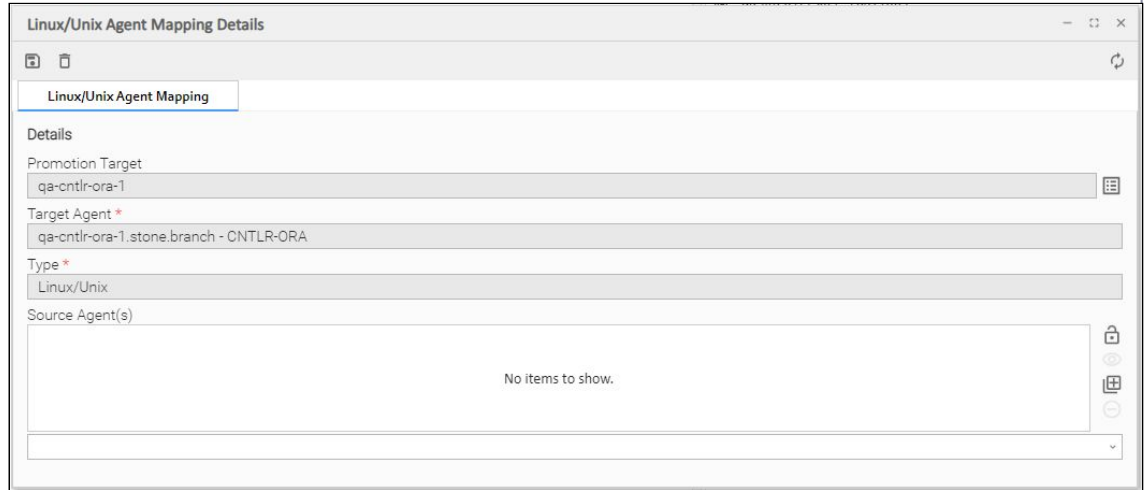 Linux/Unix Agent Mapping Details
Linux/Unix Agent Mapping
Details
Promotion Target
qa-cntlr-ora-1
Target Agent *
qa-cntlr-ora-1.stone.branch - CNTLR-ORA
Type *
Linux/Unix
Source Agent(s)
No items to show.